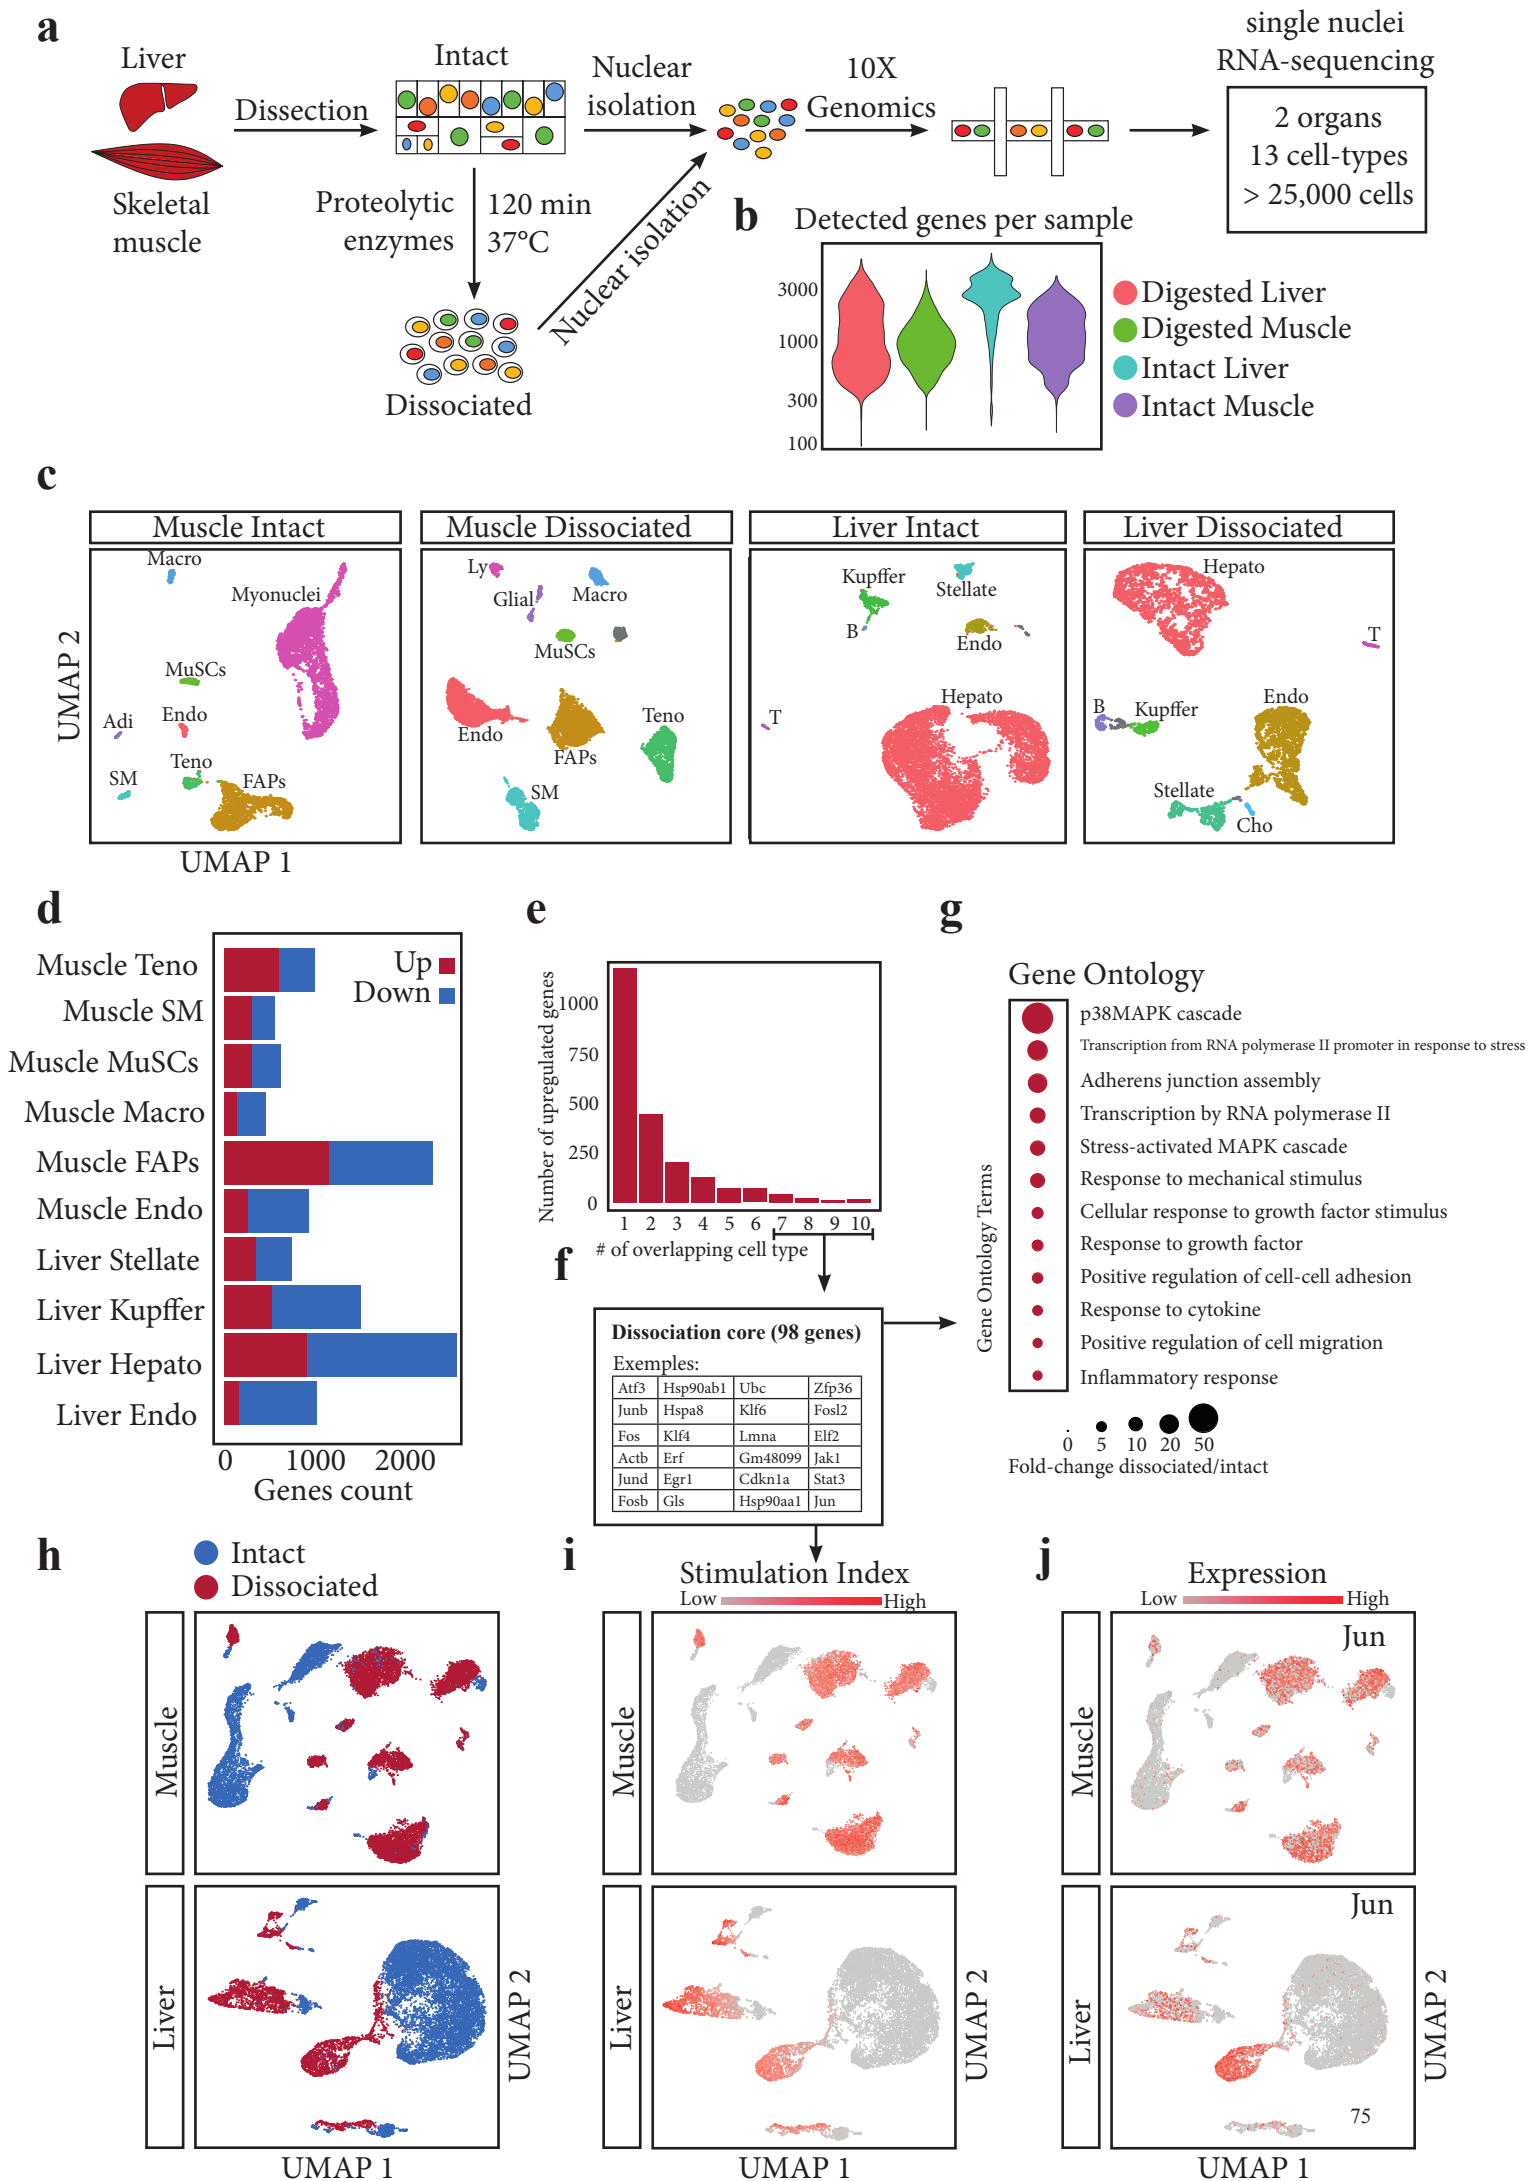 a
Liver
Skeletal
muscle
Dissection
Intact
Nuclear
isolation
10X
Genomics
single nuclei
RNA-sequencing
2 organs
13 cell-types
> 25,000 cells
Proteolytic
enzymes
120 min
37°C
Nuclear isolation
Dissociated
b
Detected genes per sample
3000
1000
300
100
Digested Liver
Digested Muscle
Intact Liver
Intact Muscle
c
Muscle Intact
Muscle Dissociated
Liver Intact
Liver Dissociated
UMAP 2
Macro
Myonuclei
MuSCs
Adi
Endo
Teno
SM
FAPs
UMAP 1
Ly
Glial
Macro
MuSCs
Endo
FAPs
Teno
SM
Kupffer
Stellate
B
Endo
Hepato
T
Hepato
T
B
Kupffer
Endo
Stellate
Cho
d
Up
Down
Muscle Teno
Muscle SM
Muscle MuSCs
Muscle Macro
Muscle FAPs
Muscle Endo
Liver Stellate
Liver Kupffer
Liver Hepato
Liver Endo
0 1000 2000
Genes count
e
Number of upregulated genes
1000
750
500
250
0
1 2 3 4 5 6 7 8 9 10
# of overlapping cell type
f
Dissociation core (98 genes)
Exemples:
Atf3 Hsp90ab1 Ubc Zfp36
Junb Hspa8 Klf6 Fosl2
Fos Klf4 Lmna Elf2
Actb Erf Gm48099 Jak1
Jund Egr1 Cdkn1a Stat3
Fosb Gls Hsp90aa1 Jun
g
Gene Ontology
Gene Ontology Terms
p38MAPK cascade
Transcription from RNA polymerase II promoter in response to stress
Adherens junction assembly
Transcription by RNA polymerase II
Stress-activated MAPK cascade
Response to mechanical stimulus
Cellular response to growth factor stimulus
Response to growth factor
Positive regulation of cell-cell adhesion
Response to cytokine
Positive regulation of cell migration
Inflammatory response
0 5 10 20 50
Fold-change dissociated/intact
h
Intact
Dissociated
Muscle
Liver
UMAP 2
UMAP 1
i
Stimulation Index
Low High
Muscle
Liver
UMAP 2
UMAP 1
j
Expression
Low High
Muscle
Jun
Liver
Jun
75
UMAP 2
UMAP 1